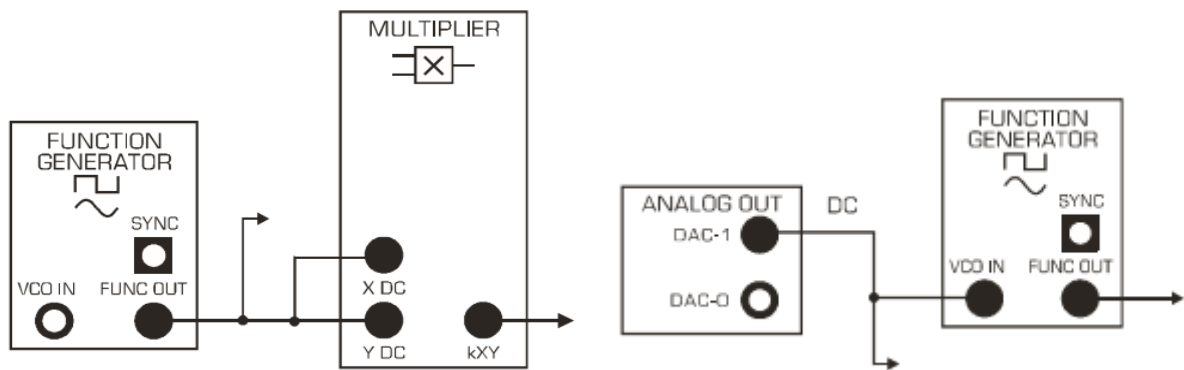 FUNCTION
GENERATOR
SYNC
VCO IN
FUNC OUT
MULTIPLIER
X DC
Y DC
kXY
ANALOG OUT
DAC-1
DAC-0
DC
FUNCTION
GENERATOR
SYNC
VCO IN
FUNC OUT